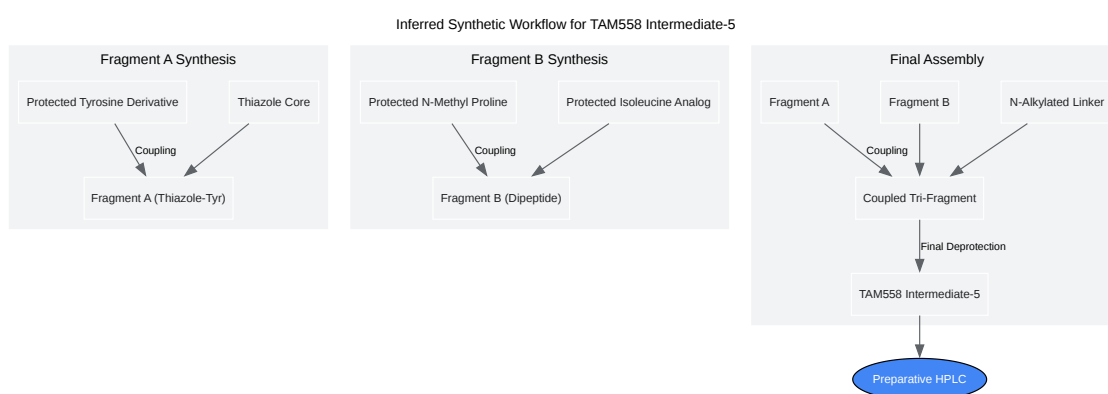 Inferred Synthetic Workflow for TAM558 Intermediate-5
Fragment A Synthesis
Protected Tyrosine Derivative
Thiazole Core
Coupling
Fragment A (Thiazole-Tyr)
Fragment B Synthesis
Protected N-Methyl Proline
Protected Isoleucine Analog
Coupling
Fragment B (Dipeptide)
Final Assembly
Fragment A
Fragment B
N-Alkylated Linker
Coupling
Coupled Tri-Fragment
Final Deprotection
TAM558 Intermediate-5
Preparative HPLC